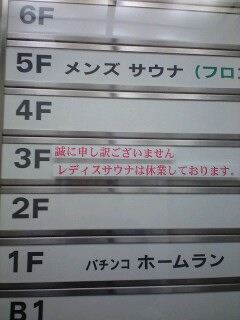 6F
5F メンズ サウナ (フロン
4F
3F 誠に申し訳ございません
レディスサウナは休業しております。
2F
1F パチンコ ホームラン
B1